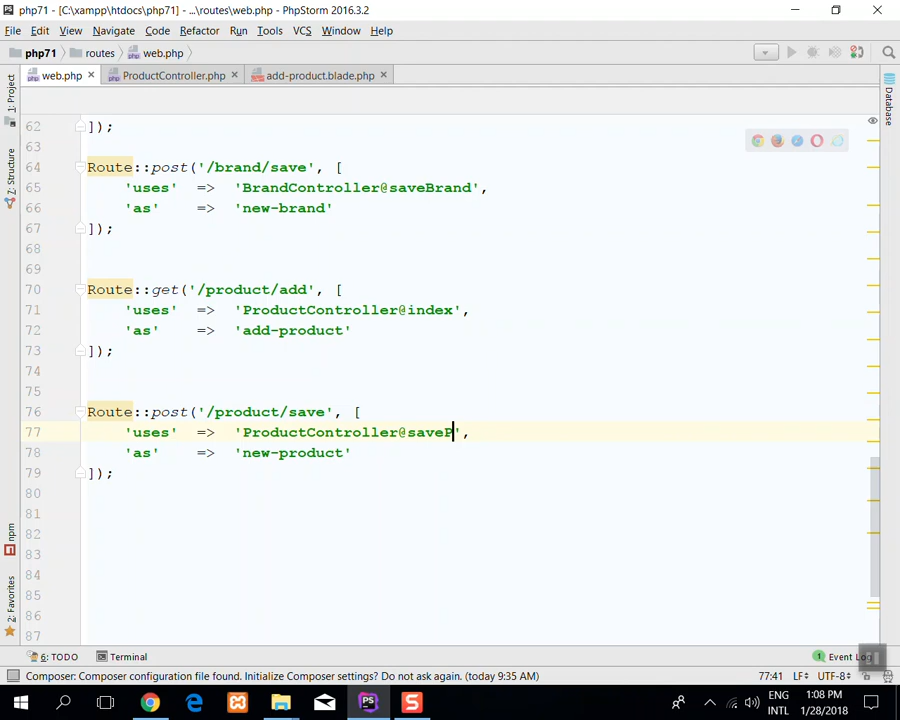 php71 - [C:\xampp\htdocs\php71] - ...\routes\web.php - PhpStorm 2016.3.2
File Edit View Navigate Code Refactor Run Tools VCS Window Help
php71 routes web.php
web.php ProductController.php add-product.blade.php
1: Project
7: Structure
npm
2: Favorites
Database
62 ]);
63
64 Route::post('/brand/save', [
65 'uses' => 'BrandController@saveBrand',
66 'as' => 'new-brand'
67 ]);
68
69
70 Route::get('/product/add', [
71 'uses' => 'ProductController@index',
72 'as' => 'add-product'
73 ]);
74
75
76 Route::post('/product/save', [
77 'uses' => 'ProductController@saveP',
78 'as' => 'new-product'
79 ]);
80
81
82
83
84
85
86
87
6: TODO Terminal 1 Event Log
Composer: Composer configuration file found. Initialize Composer settings? Do not ask again. (today 9:35 AM) 77:41 LF UTF-8
ENG 1:08 PM
INTL 1/28/2018